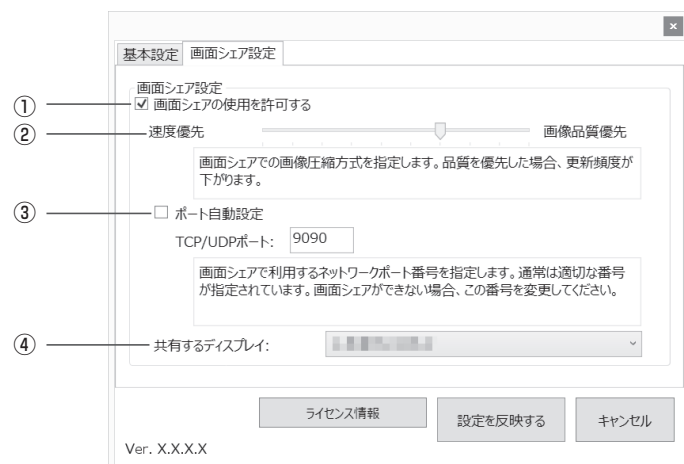 基本設定 画面シェア設定
画面シェア設定
① 画面シェアの使用を許可する
② 速度優先 画像品質優先
画面シェアでの画像圧縮方式を指定します。品質を優先した場合、更新頻度が
下がります。
③ ポート自動設定
TCP/UDPポート: 9090
画面シェアで利用するネットワークポート番号を指定します。通常は適切な番号
が指定されています。画面シェアができない場合、この番号を変更してください。
④ 共有するディスプレイ:
ライセンス情報 設定を反映する キャンセル
Ver. X.X.X.X